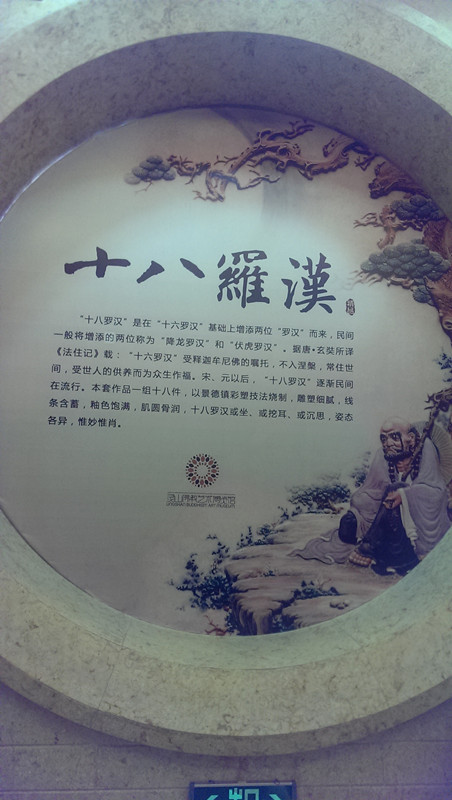 十八羅漢
“十八罗汉”是在“十六罗汉”基础上增添两位“罗汉”而来，民间
一般将增添的两位称为“降龙罗汉”和“伏虎罗汉”。据唐·玄奘所译
《法住记》载：“十六罗汉”受释迦牟尼佛的嘱托，不入涅槃，常住世
间，受世人的供养而为众生作福。宋、元以后，“十八罗汉”逐渐民间
在流行。本套作品一组十八件，以景德镇彩塑技法烧制，雕塑细腻，线
条含蓄，釉色饱满，肌圆骨润，十八罗汉或坐、或挖耳、或沉思，姿态
各异，惟妙惟肖。
BUDDHIST ART MUSEUM